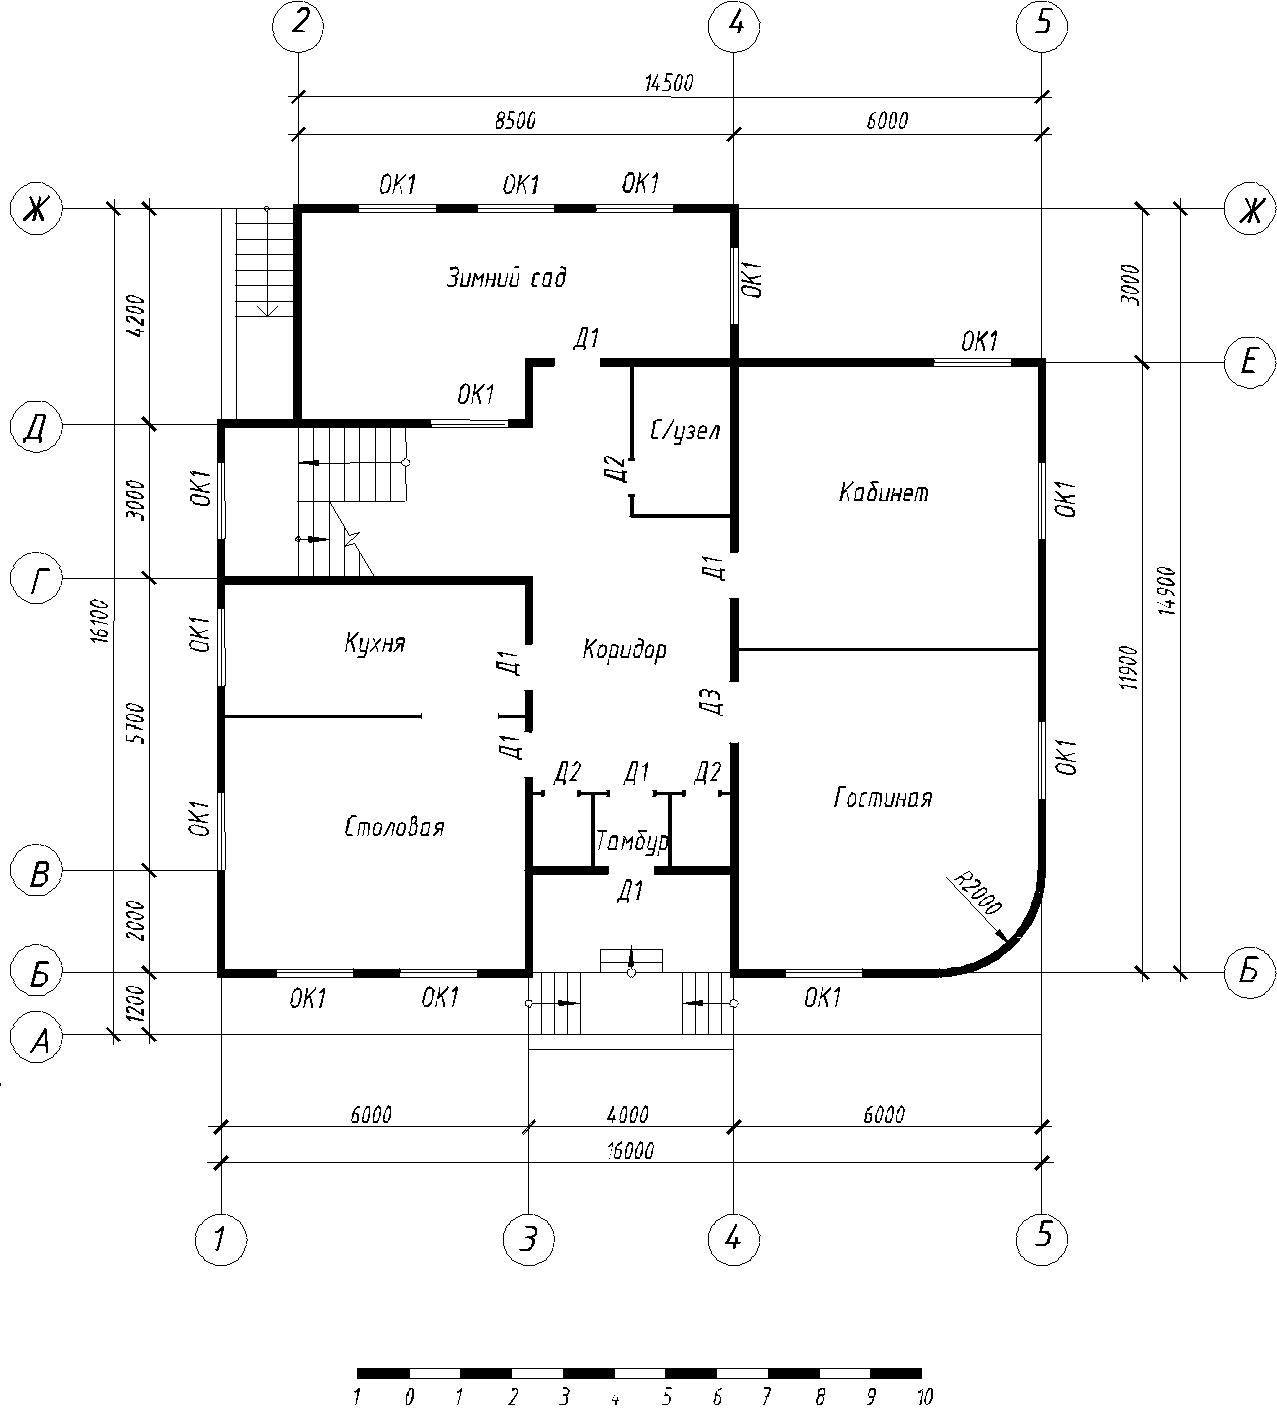 2 4 5
14500
8500 6000
Ж ОК1 ОК1 ОК1 Ж
Зимний сад ОК1 3000
4200 Д1 ОК1 Е
ОК1
Д С/узел
ОК1 3000 Д2 Кабинет ОК1
Г Д1 14900
16100 ОК1 Кухня Д1 Коридор 11900
5700 Д1 Д3
Д2 Д1 Д2 ОК1
ОК1 Столовая Тамбур Гостиная
В Д1 R2000
2000
Б ОК1 ОК1 ОК1 Б
1200
А
6000 4000 6000
16000
1 3 4 5
1 0 1 2 3 4 5 6 7 8 9 10